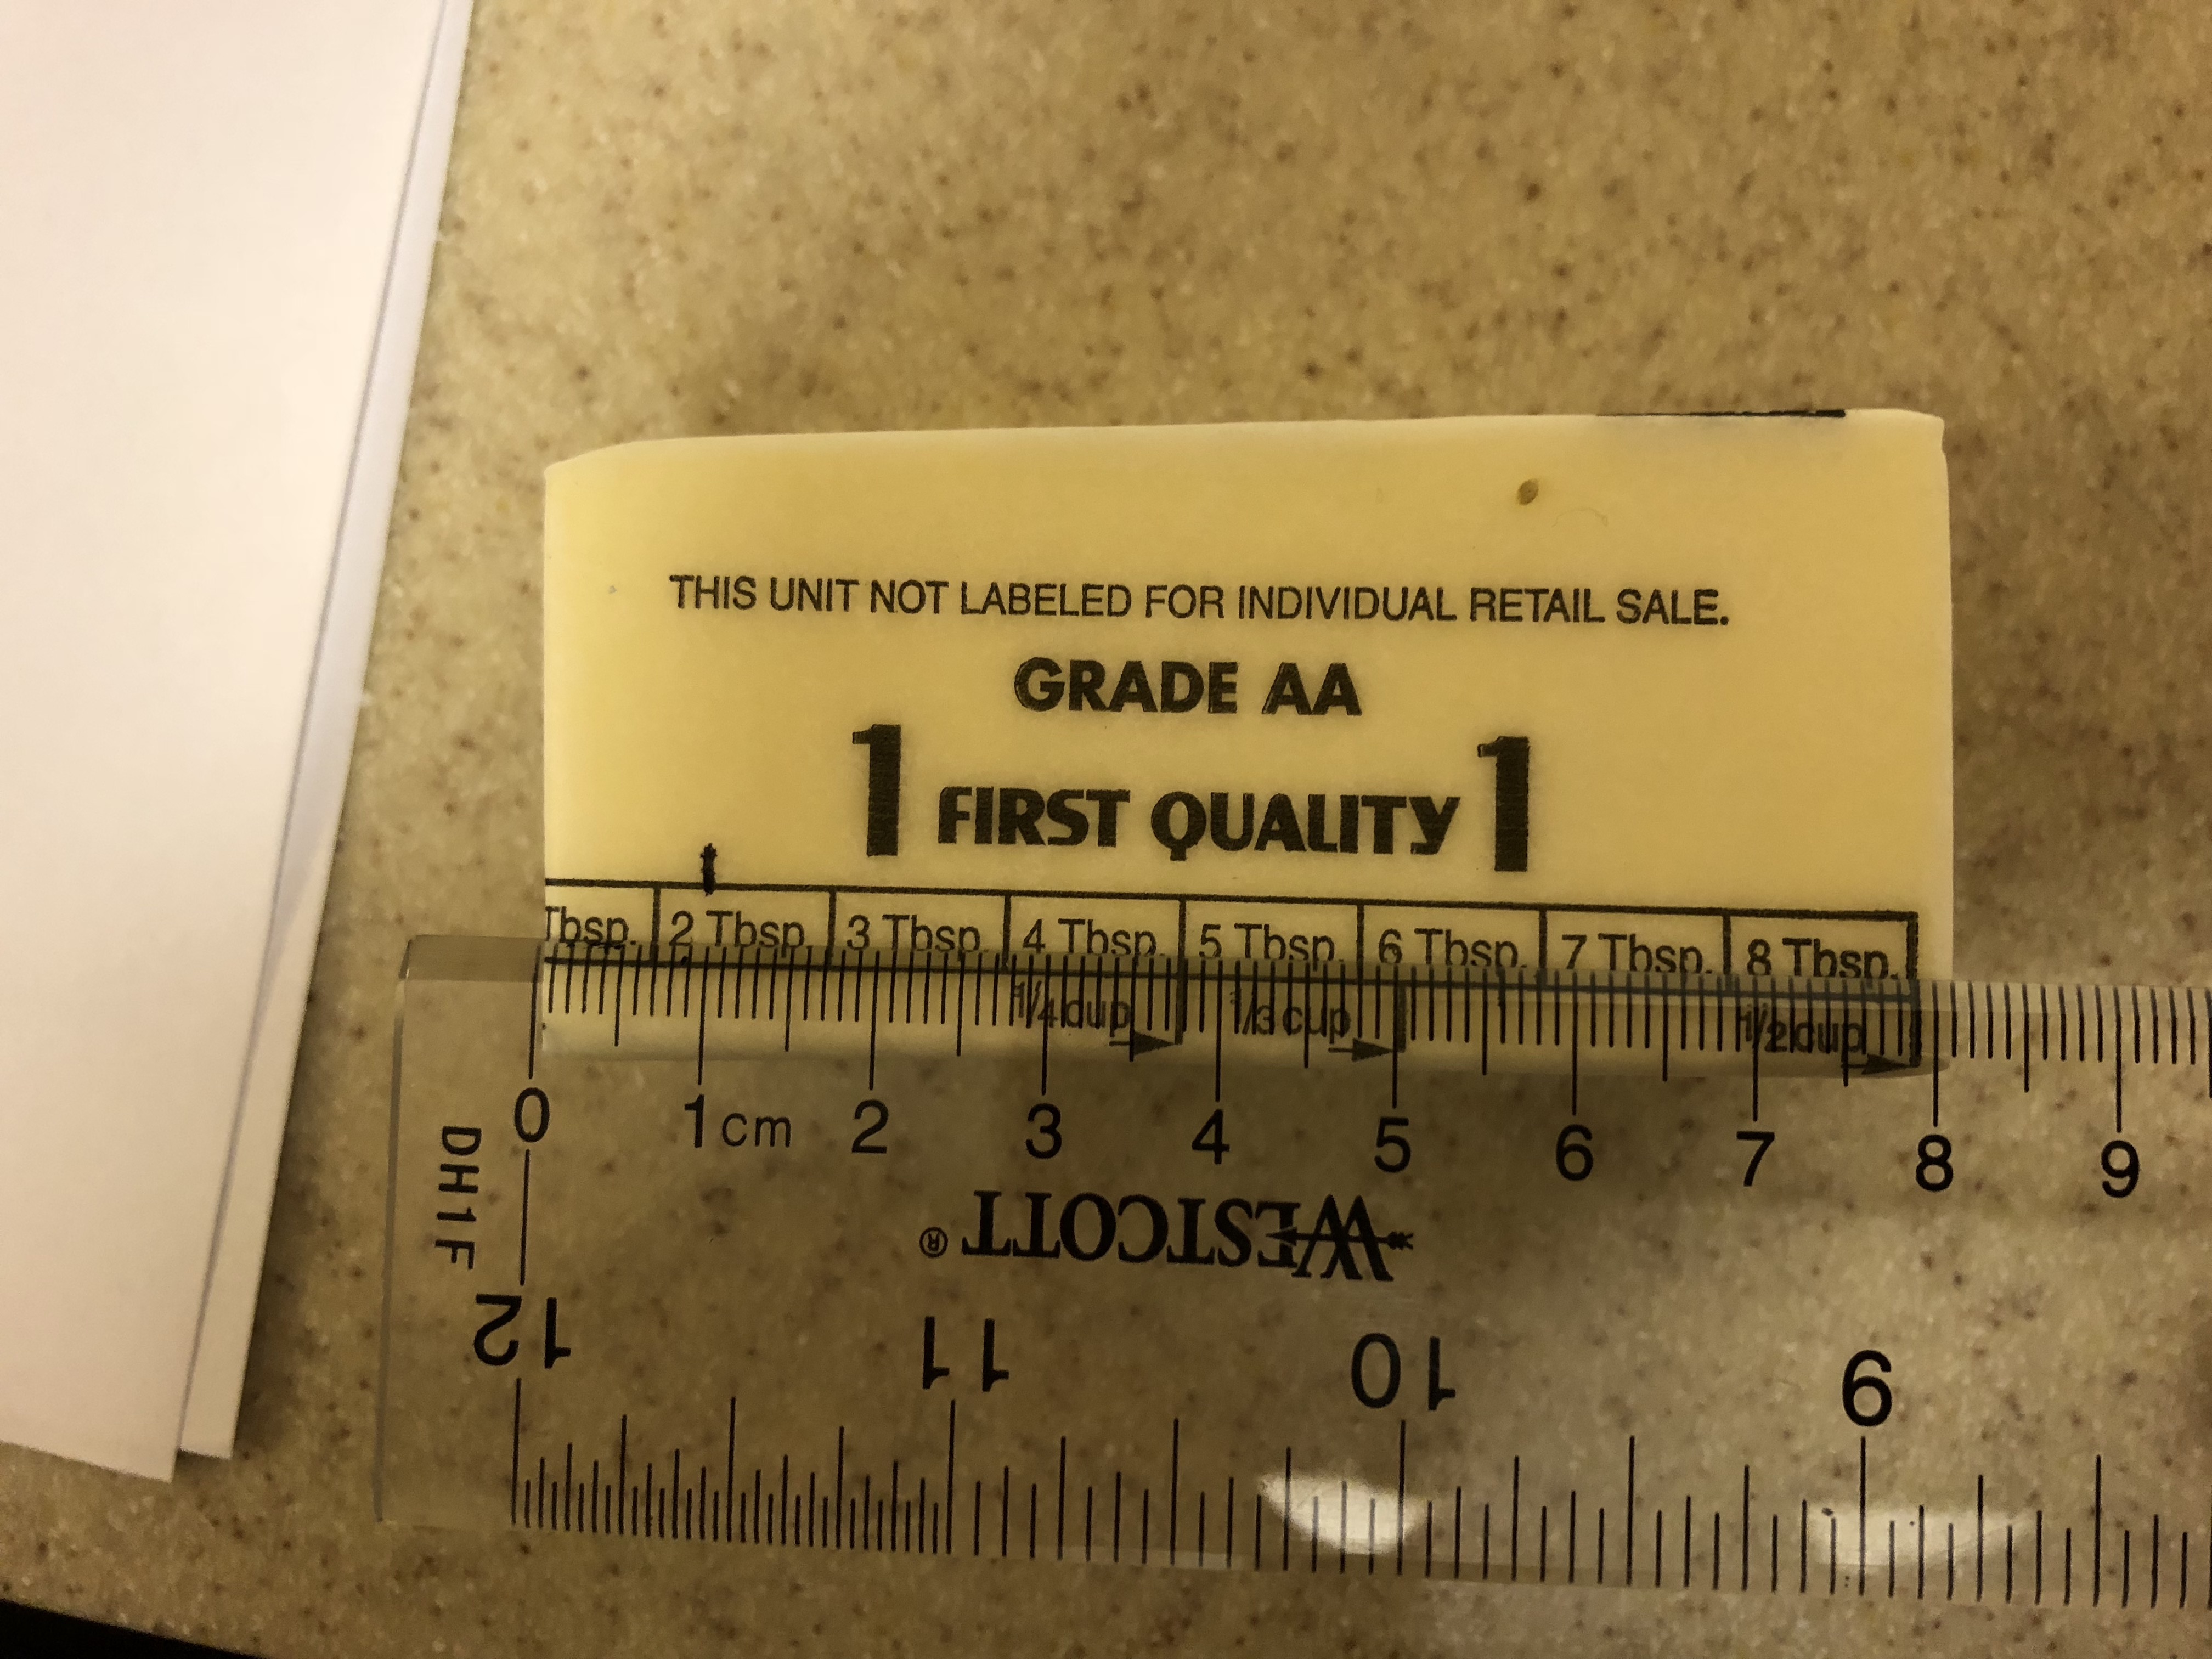 THIS UNIT NOT LABELED FOR INDIVIDUAL RETAIL SALE.
GRADE AA
1 FIRST QUALITY 1
Tbsp. 2 Tbsp. 3 Tbsp. 4 Tbsp. 5 Tbsp. 6 Tbsp. 7 Tbsp. 8 Tbsp.
1/4 cup 1/3 cup 1/2 cup
0 1cm 2 3 4 5 6 7 8 9
DH1F
WESTCOTT®
12 11 10 9